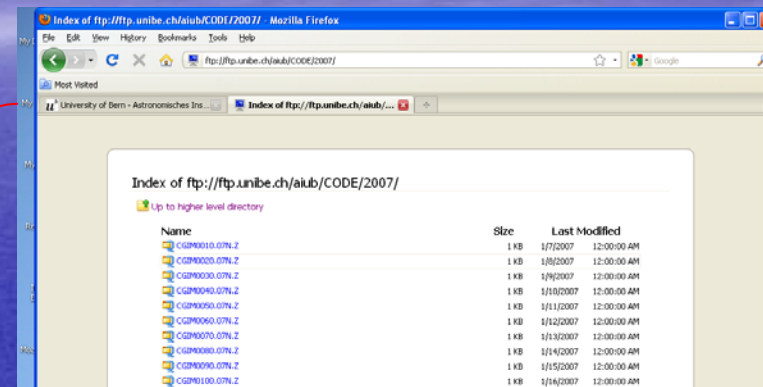 Index of ftp://ftp.unibe.ch/aiub/CODE/2007/ - Mozilla Firefox
File Edit View History Bookmarks Tools Help
ftp://ftp.unibe.ch/aiub/CODE/2007/
Google
Most Visited
University of Bern - Astronomisches Ins...
Index of ftp://ftp.unibe.ch/aiub/...
Index of ftp://ftp.unibe.ch/aiub/CODE/2007/
Up to higher level directory
Name Size Last Modified
CGIM0010.07N.Z 1 KB 1/7/2007 12:00:00 AM
CGIM0020.07N.Z 1 KB 1/8/2007 12:00:00 AM
CGIM0030.07N.Z 1 KB 1/9/2007 12:00:00 AM
CGIM0040.07N.Z 1 KB 1/10/2007 12:00:00 AM
CGIM0050.07N.Z 1 KB 1/11/2007 12:00:00 AM
CGIM0060.07N.Z 1 KB 1/12/2007 12:00:00 AM
CGIM0070.07N.Z 1 KB 1/13/2007 12:00:00 AM
CGIM0080.07N.Z 1 KB 1/14/2007 12:00:00 AM
CGIM0090.07N.Z 1 KB 1/15/2007 12:00:00 AM
CGIM0100.07N.Z 1 KB 1/16/2007 12:00:00 AM